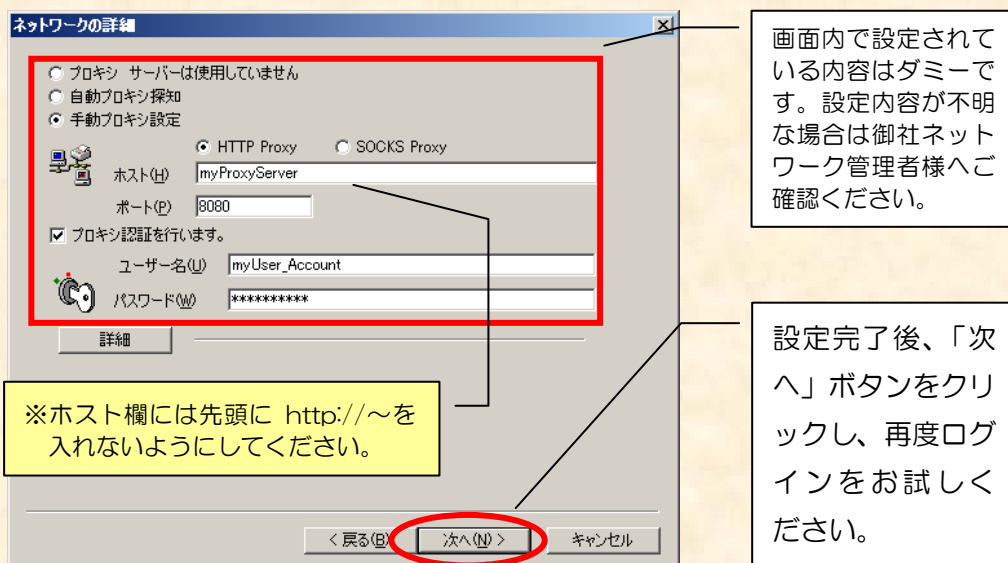 ネットワークの詳細
プロキシ サーバーは使用していません
自動プロキシ探知
手動プロキシ設定
HTTP Proxy SOCKS Proxy
ホスト(H) myProxyServer
ポート(P) 8080
プロキシ認証を行います。
ユーザー名(U) myUser_Account
パスワード(W) **********
詳細
※ホスト欄には先頭に http://～を
入れないようにしてください。
< 戻る(B) 次へ(N) > キャンセル
画面内で設定されて
いる内容はダミーで
す。設定内容が不明
な場合は御社ネット
ワーク管理者様へご
確認ください。
設定完了後、「次
へ」ボタンをクリ
ックし、再度ログ
インをお試しく
ださい。